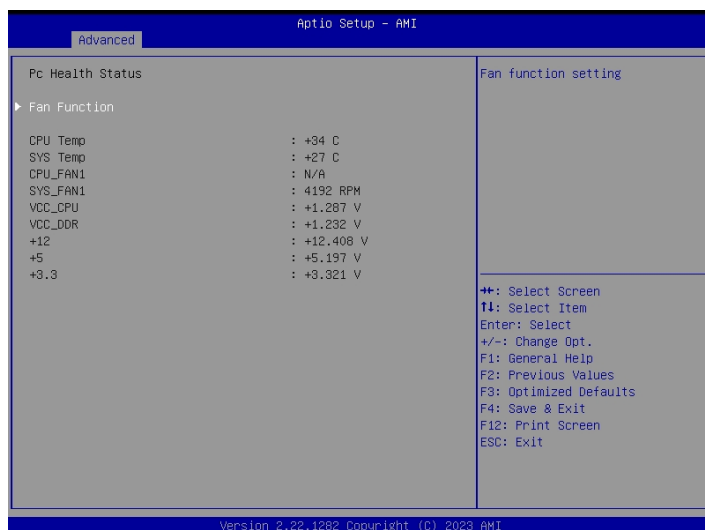 Aptio Setup - AMI
Advanced
Pc Health Status
Fan Function
CPU Temp : +34 C
SYS Temp : +27 C
CPU_FAN1 : N/A
SYS_FAN1 : 4192 RPM
VCC_CPU : +1.287 V
VCC_DDR : +1.232 V
+12 : +12.408 V
+5 : +5.197 V
+3.3 : +3.321 V
Fan function setting
→←: Select Screen
↑↓: Select Item
Enter: Select
+/-: Change Opt.
F1: General Help
F2: Previous Values
F3: Optimized Defaults
F4: Save & Exit
F12: Print Screen
ESC: Exit
Version 2.22.1282 Copyright (C) 2023 AMI